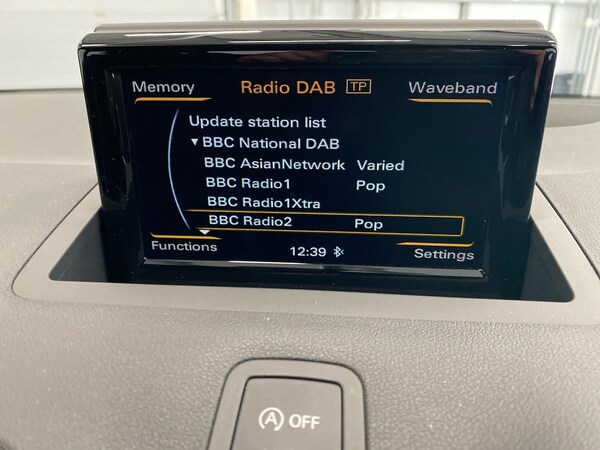 Memory Radio DAB TP Waveband
Update station list
▼ BBC National DAB
BBC AsianNetwork Varied
BBC Radio1 Pop
BBC Radio1Xtra
BBC Radio2 Pop
Functions 12:39 Settings
A OFF